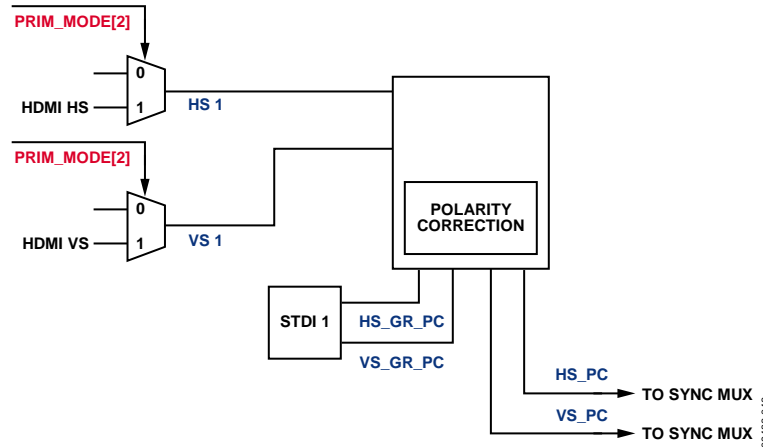 PRIM_MODE[2]
0
HDMI HS
1
HS 1
PRIM_MODE[2]
0
HDMI VS
1
VS 1
POLARITY
CORRECTION
STDI 1
HS_GR_PC
VS_GR_PC
HS_PC
TO SYNC MUX
VS_PC
TO SYNC MUX